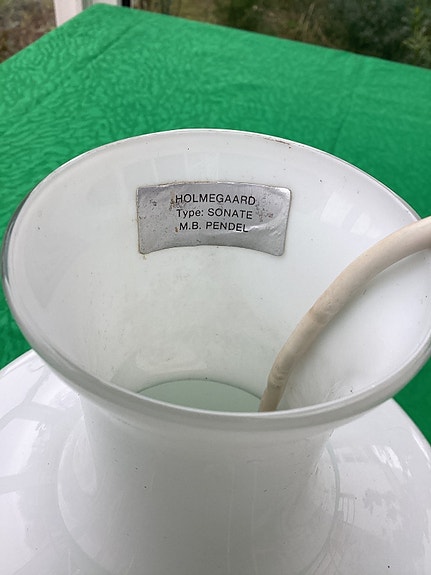 HOLMEGAARD
Type: SONATE
M.B. PENDEL